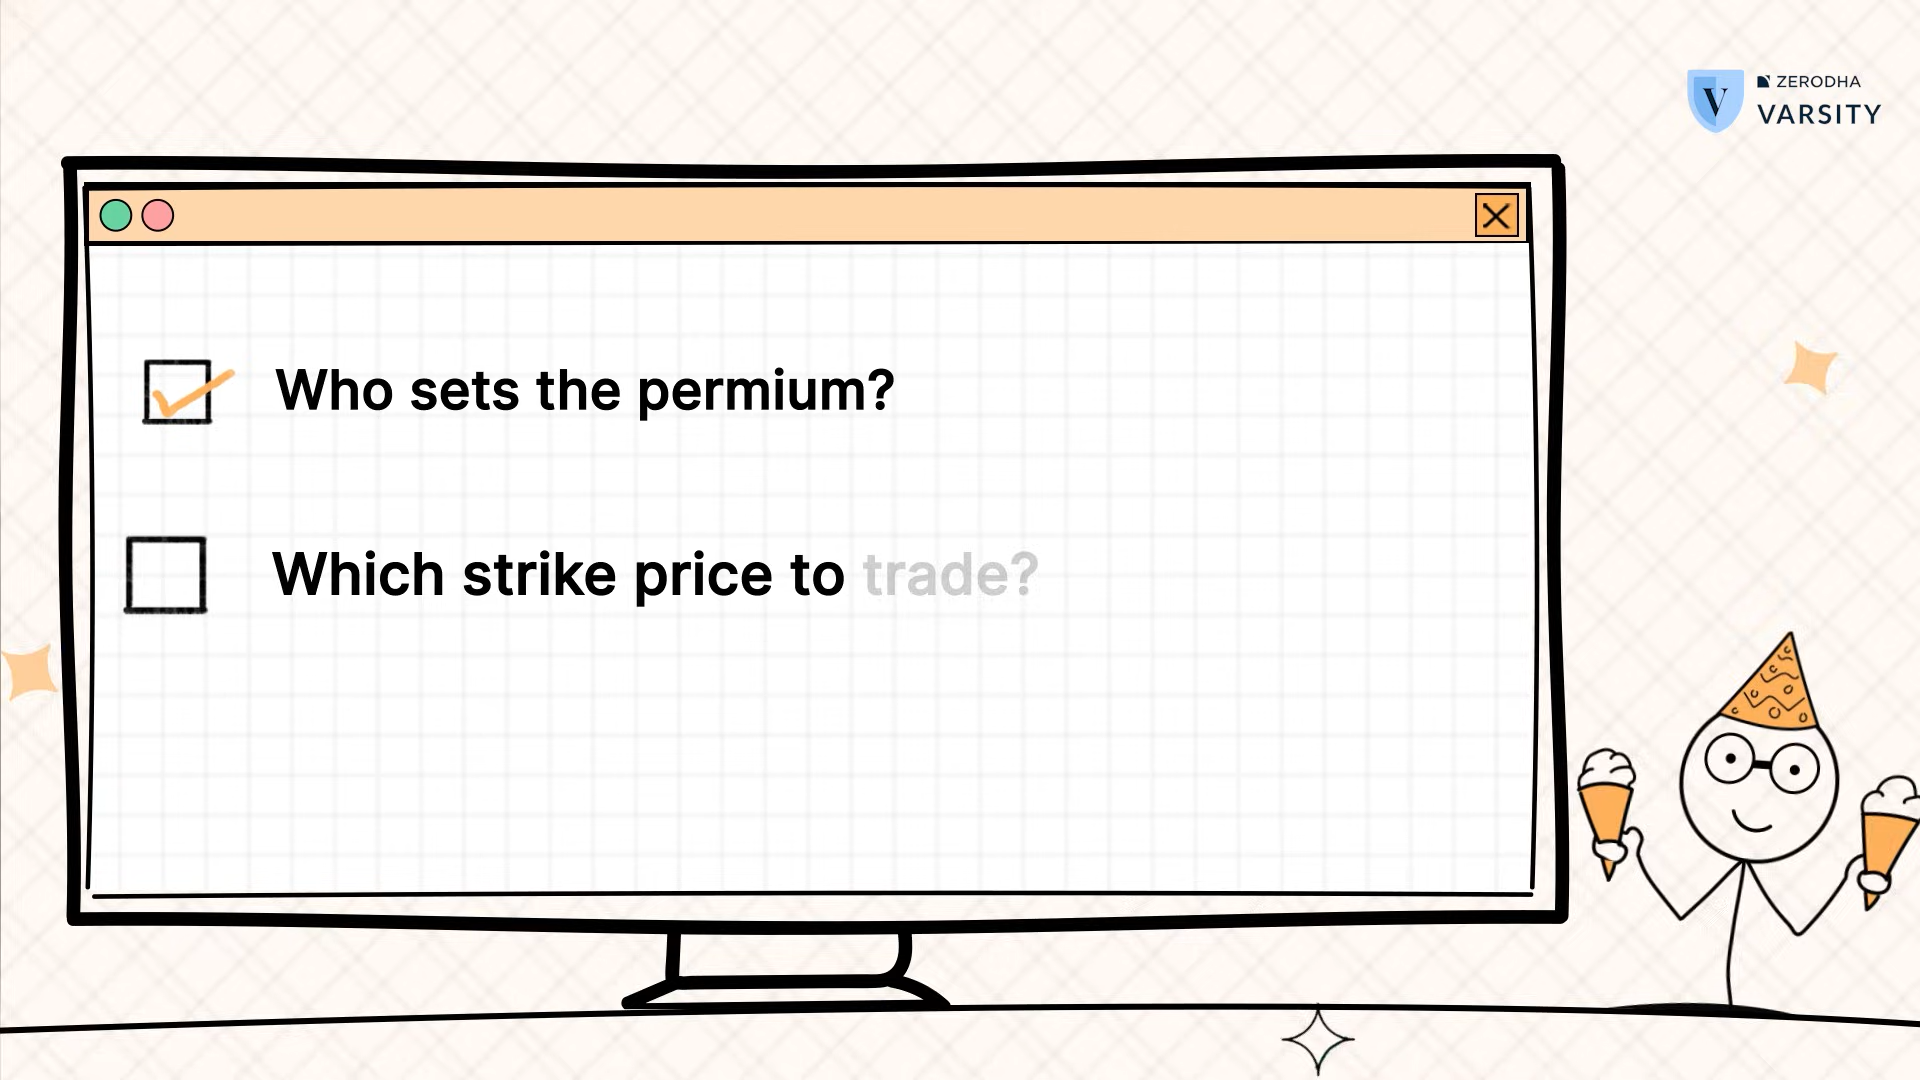 ZERODHA
V VARSITY
Who sets the permium?
Which strike price to trade?